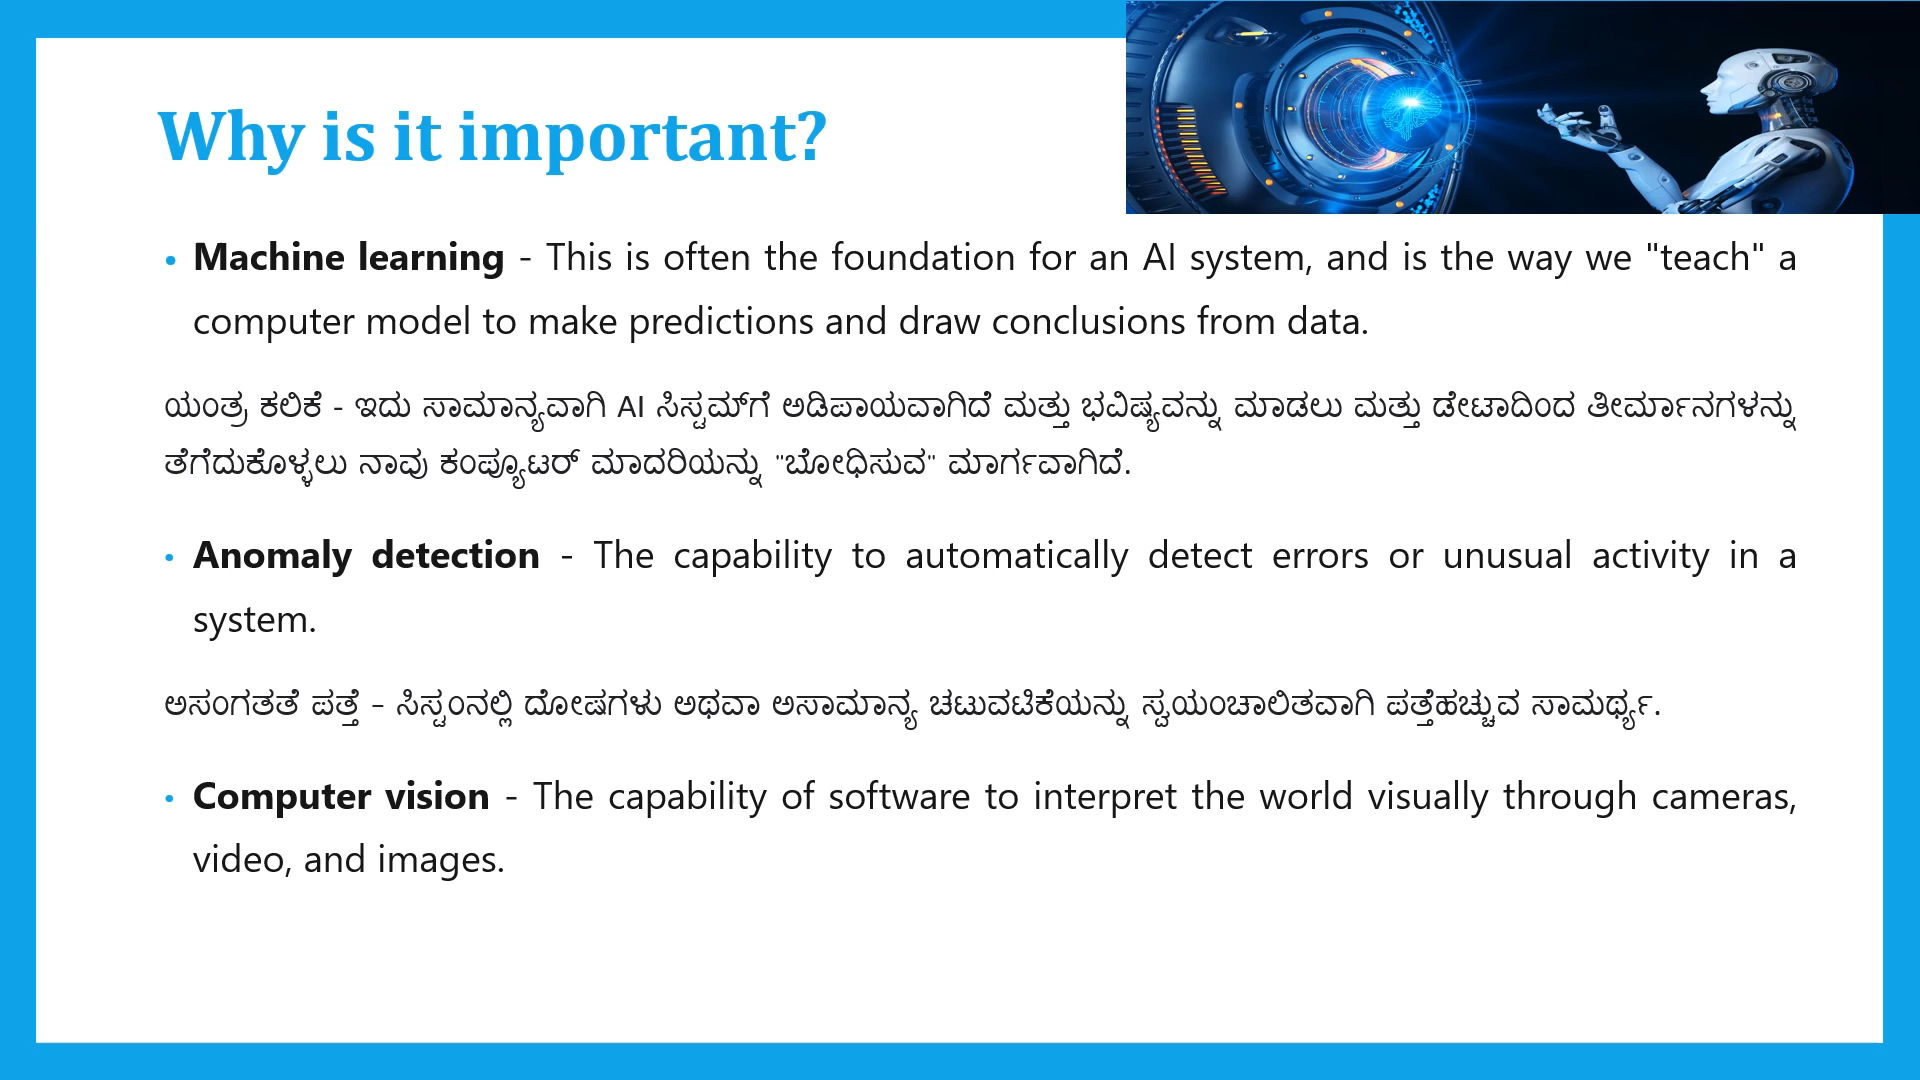 Why is it important?
• Machine learning - This is often the foundation for an AI system, and is the way we "teach" a
computer model to make predictions and draw conclusions from data.
ಯಂತ್ರ ಕಲಿಕೆ - ಇದು ಸಾಮಾನ್ಯವಾಗಿ AI ಸಿಸ್ಟಮ್‌ಗೆ ಅಡಿಪಾಯವಾಗಿದೆ ಮತ್ತು ಭವಿಷ್ಯವನ್ನು ಮಾಡಲು ಮತ್ತು ಡೇಟಾದಿಂದ ತೀರ್ಮಾನಗಳನ್ನು
ತೆಗೆದುಕೊಳ್ಳಲು ನಾವು ಕಂಪ್ಯೂಟರ್ ಮಾದರಿಯನ್ನು "ಬೋಧಿಸುವ" ಮಾರ್ಗವಾಗಿದೆ.
• Anomaly detection - The capability to automatically detect errors or unusual activity in a
system.
ಅಸಂಗತತೆ ಪತ್ತೆ - ಸಿಸ್ಟಂನಲ್ಲಿ ದೋಷಗಳು ಅಥವಾ ಅಸಾಮಾನ್ಯ ಚಟುವಟಿಕೆಯನ್ನು ಸ್ವಯಂಚಾಲಿತವಾಗಿ ಪತ್ತೆಹಚ್ಚುವ ಸಾಮರ್ಥ್ಯ.
• Computer vision - The capability of software to interpret the world visually through cameras,
video, and images.